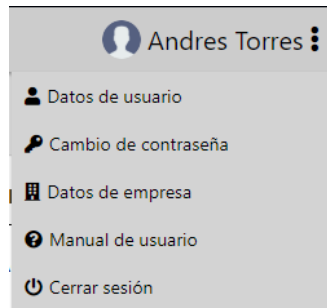 Andres Torres
Datos de usuario
Cambio de contraseña
Datos de empresa
Manual de usuario
Cerrar sesión